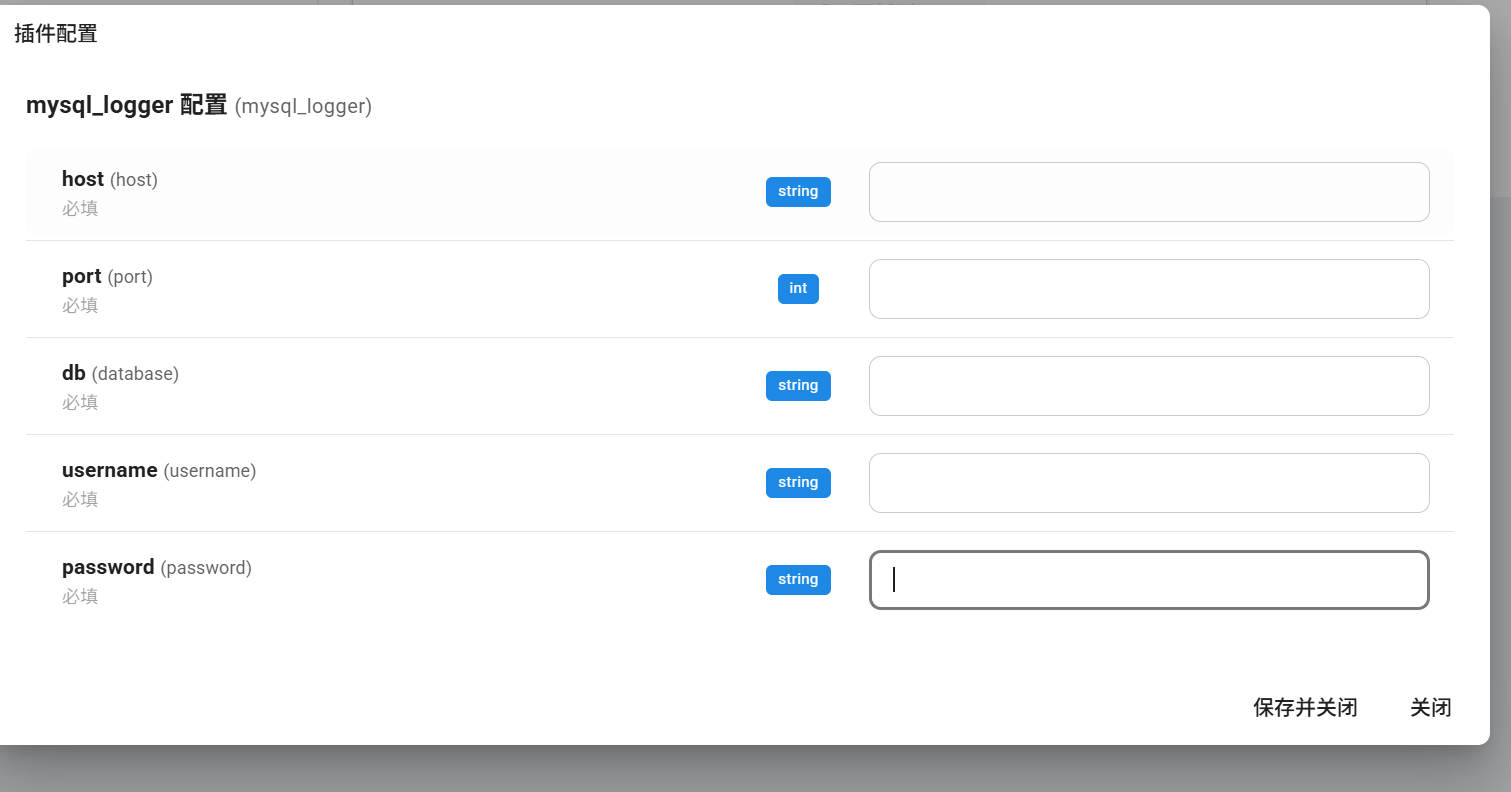 插件配置
mysql_logger 配置 (mysql_logger)
host (host)
必填
string
port (port)
必填
int
db (database)
必填
string
username (username)
必填
string
password (password)
必填
string
保存并关闭 关闭